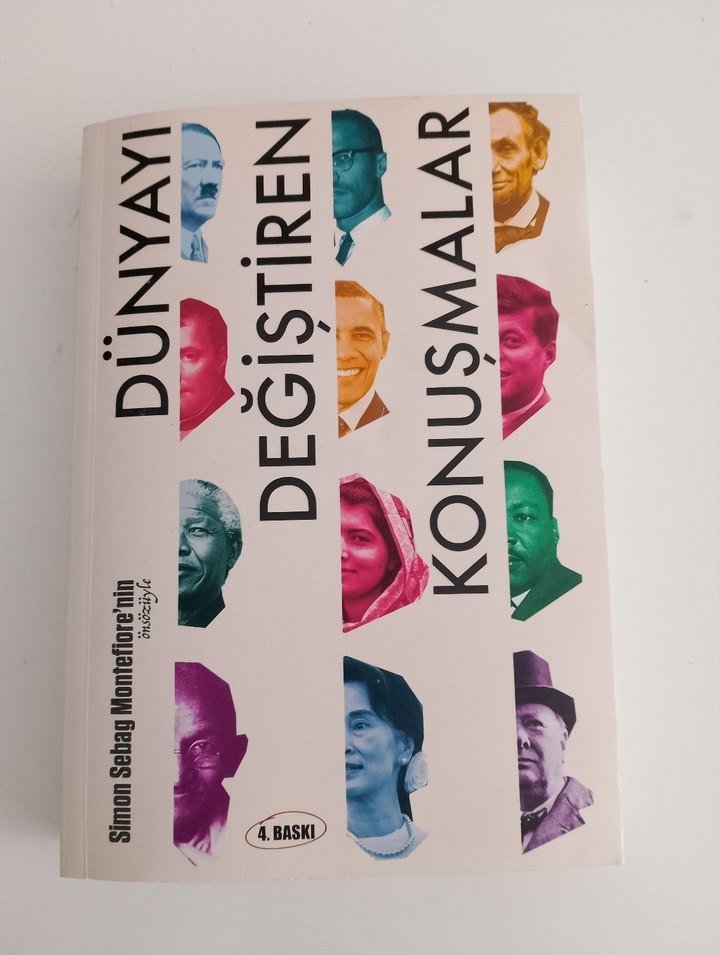 DÜNYAYI
DEĞİŞTİREN
KONUŞMALAR
Simon Sebag Montefiore'nin
önsözüyle
4. BASKI